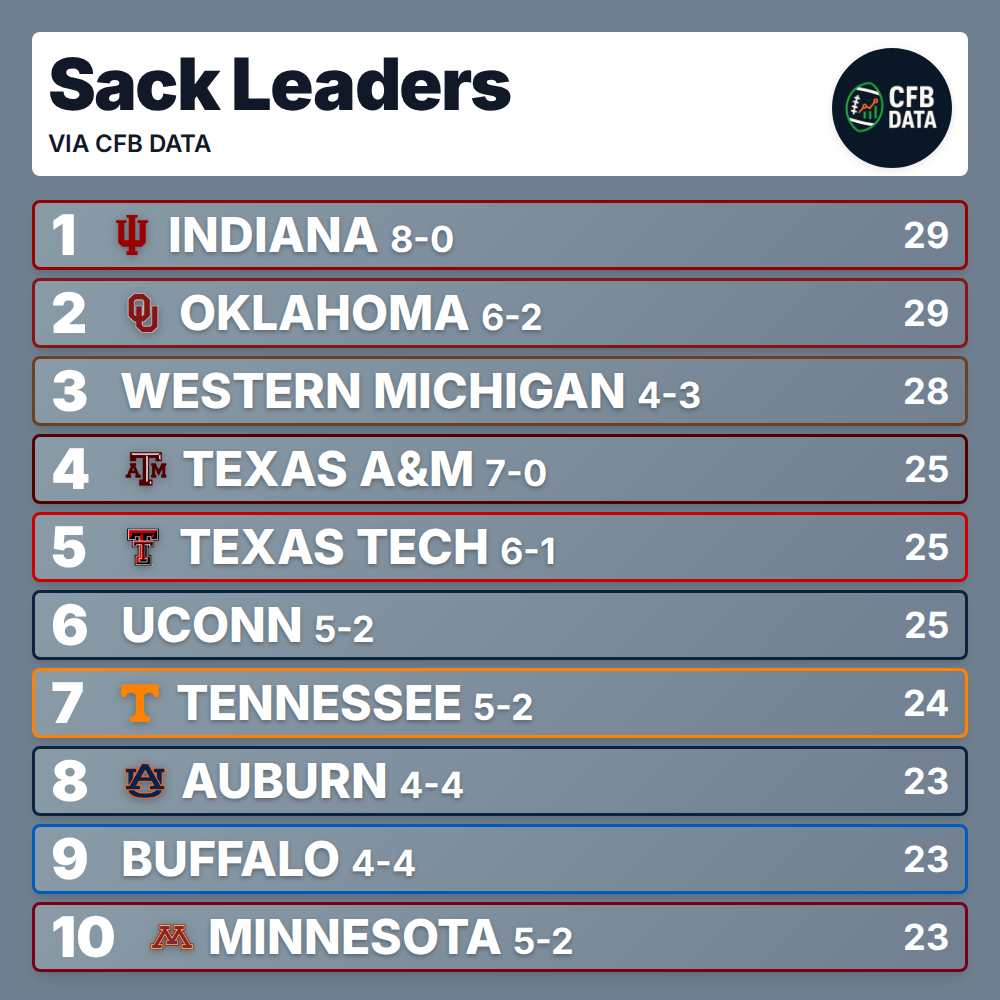 Sack Leaders
VIA CFB DATA
CFB
DATA
1 INDIANA 8-0 29
2 OKLAHOMA 6-2 29
3 WESTERN MICHIGAN 4-3 28
4 TEXAS A&M 7-0 25
5 TEXAS TECH 6-1 25
6 UCONN 5-2 25
7 TENNESSEE 5-2 24
8 AUBURN 4-4 23
9 BUFFALO 4-4 23
10 MINNESOTA 5-2 23